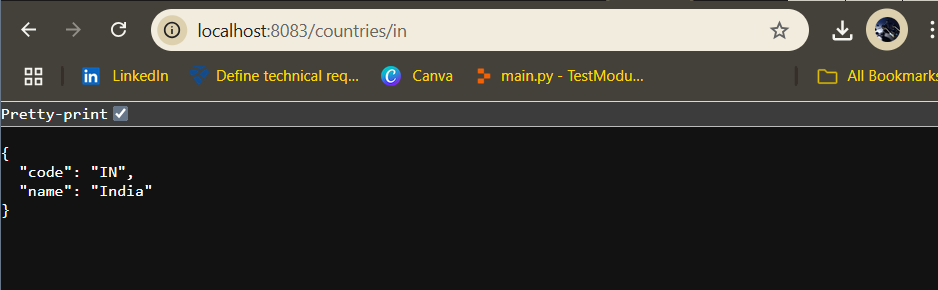 localhost:8083/countries/in
in LinkedIn Define technical req... C Canva main.py - TestModu... All Bookmarks
Pretty-print
{
"code": "IN",
"name": "India"
}